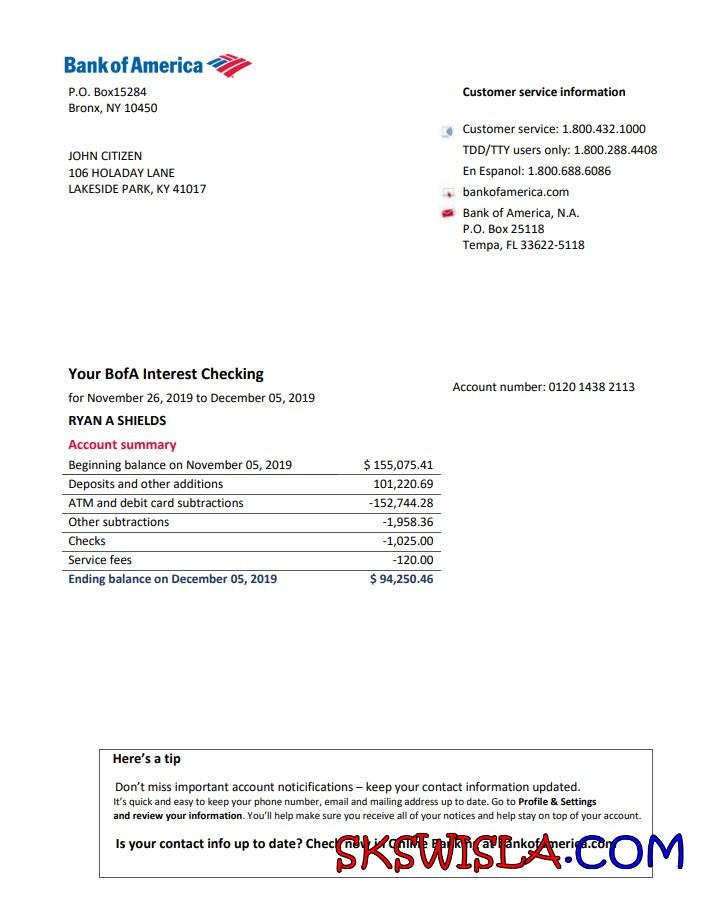 Bank of America
P.O. Box15284
Bronx, NY 10450
Customer service information
Customer service: 1.800.432.1000
TDD/TTY users only: 1.800.288.4408
En Espanol: 1.800.688.6086
bankofamerica.com
Bank of America, N.A.
P.O. Box 25118
Tempa, FL 33622-5118
JOHN CITIZEN
106 HOLADAY LANE
LAKESIDE PARK, KY 41017
Your BofA Interest Checking
for November 26, 2019 to December 05, 2019
Account number: 0120 1438 2113
RYAN A SHIELDS
Account summary
Beginning balance on November 05, 2019 $ 155,075.41
Deposits and other additions 101,220.69
ATM and debit card subtractions -152,744.28
Other subtractions -1,958.36
Checks -1,025.00
Service fees -120.00
Ending balance on December 05, 2019 $ 94,250.46
Here's a tip
Don't miss important account noticifications – keep your contact information updated.
It's quick and easy to keep your phone number, email and mailing address up to date. Go to Profile & Settings
and review your information. You'll help make sure you receive all of your notices and help stay on top of your account.
Is your contact info up to date? Check now in Online Banking at bankofamerica.com
SKSWISLA.COM